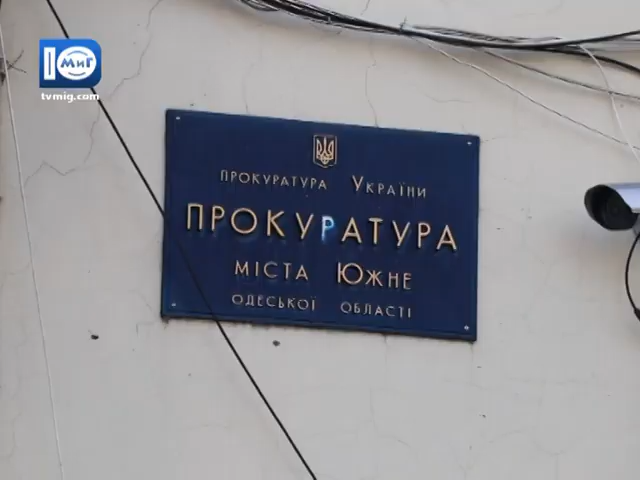 Ю МиГ
tvmig.com
ПРОКУРАТУРА УКРАЇНИ
ПРОКУРАТУРА
МІСТА ЮЖНЕ
ОДЕСЬКОЇ ОБЛАСТІ